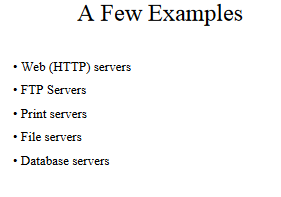 A Few Examples
• Web (HTTP) servers
• FTP Servers
• Print servers
• File servers
• Database servers